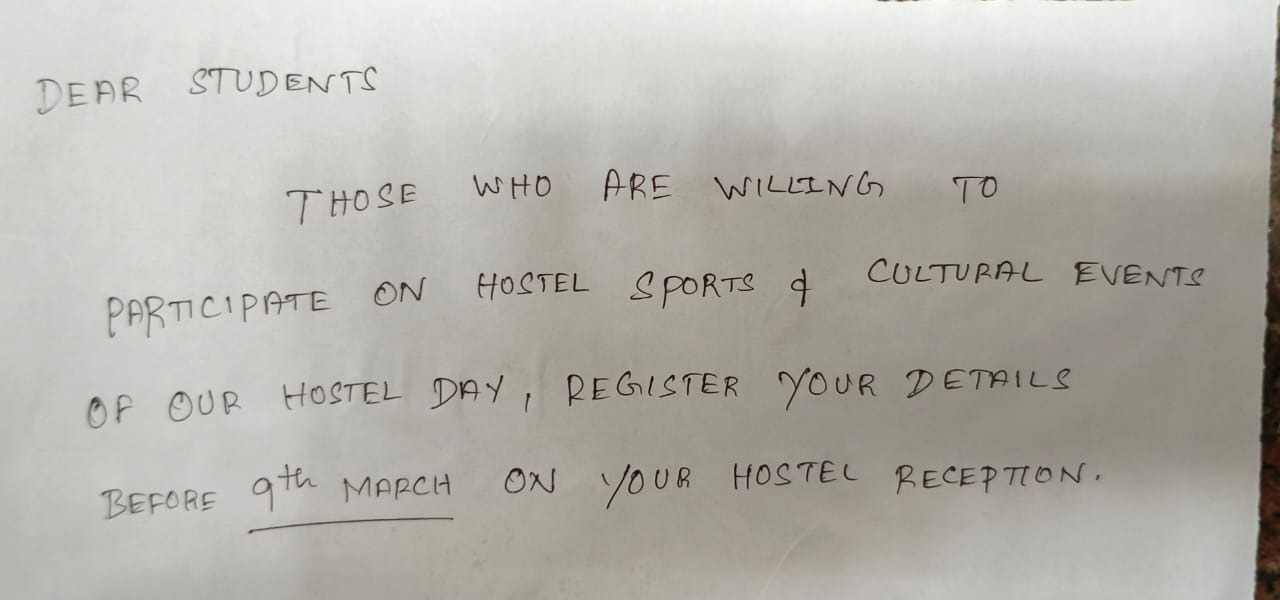 DEAR STUDENTS
THOSE WHO ARE WILLING TO
PARTICIPATE ON HOSTEL SPORTS & CULTURAL EVENTS
OF OUR HOSTEL DAY, REGISTER YOUR DETAILS
BEFORE 9th MARCH ON YOUR HOSTEL RECEPTION.